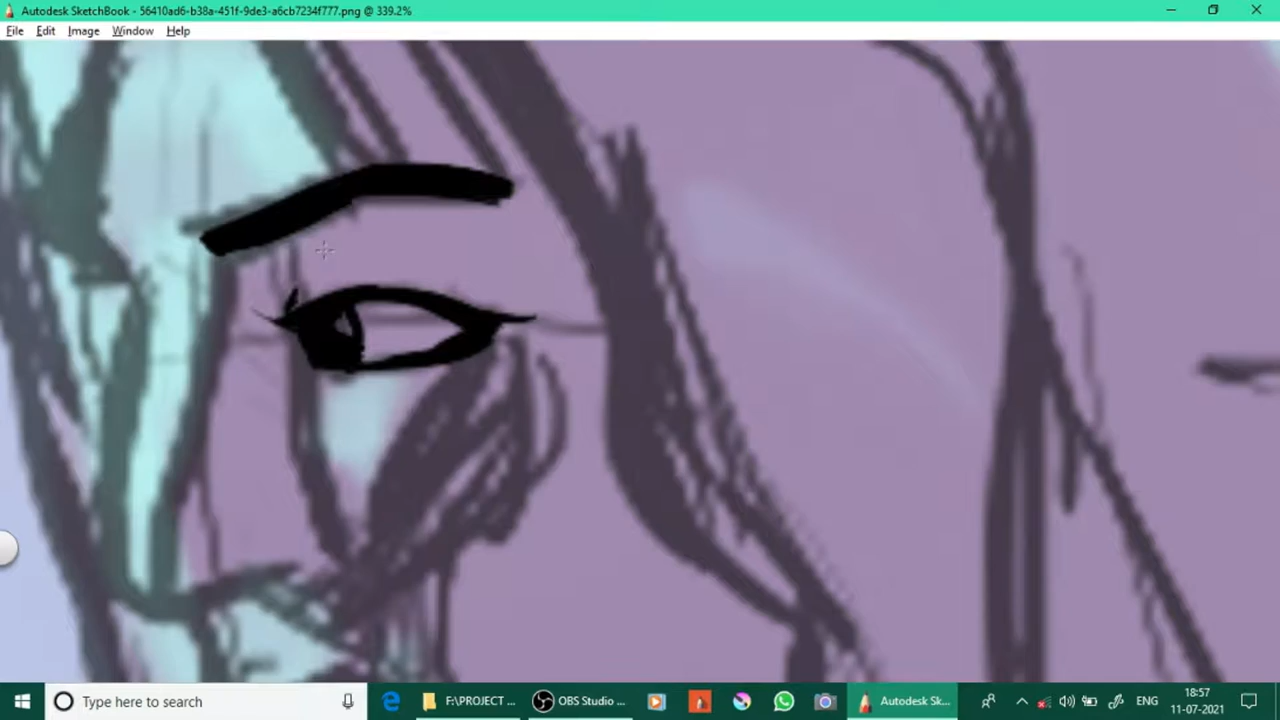 Autodesk SketchBook - 56410ad6-b38a-451f-9de3-a6cb7234f777.png @ 339.2%
File Edit Image Window Help
Type here to search
F:\PROJECT ...
OBS Studio ...
Autodesk Sk...
ENG
18:57
11-07-2021